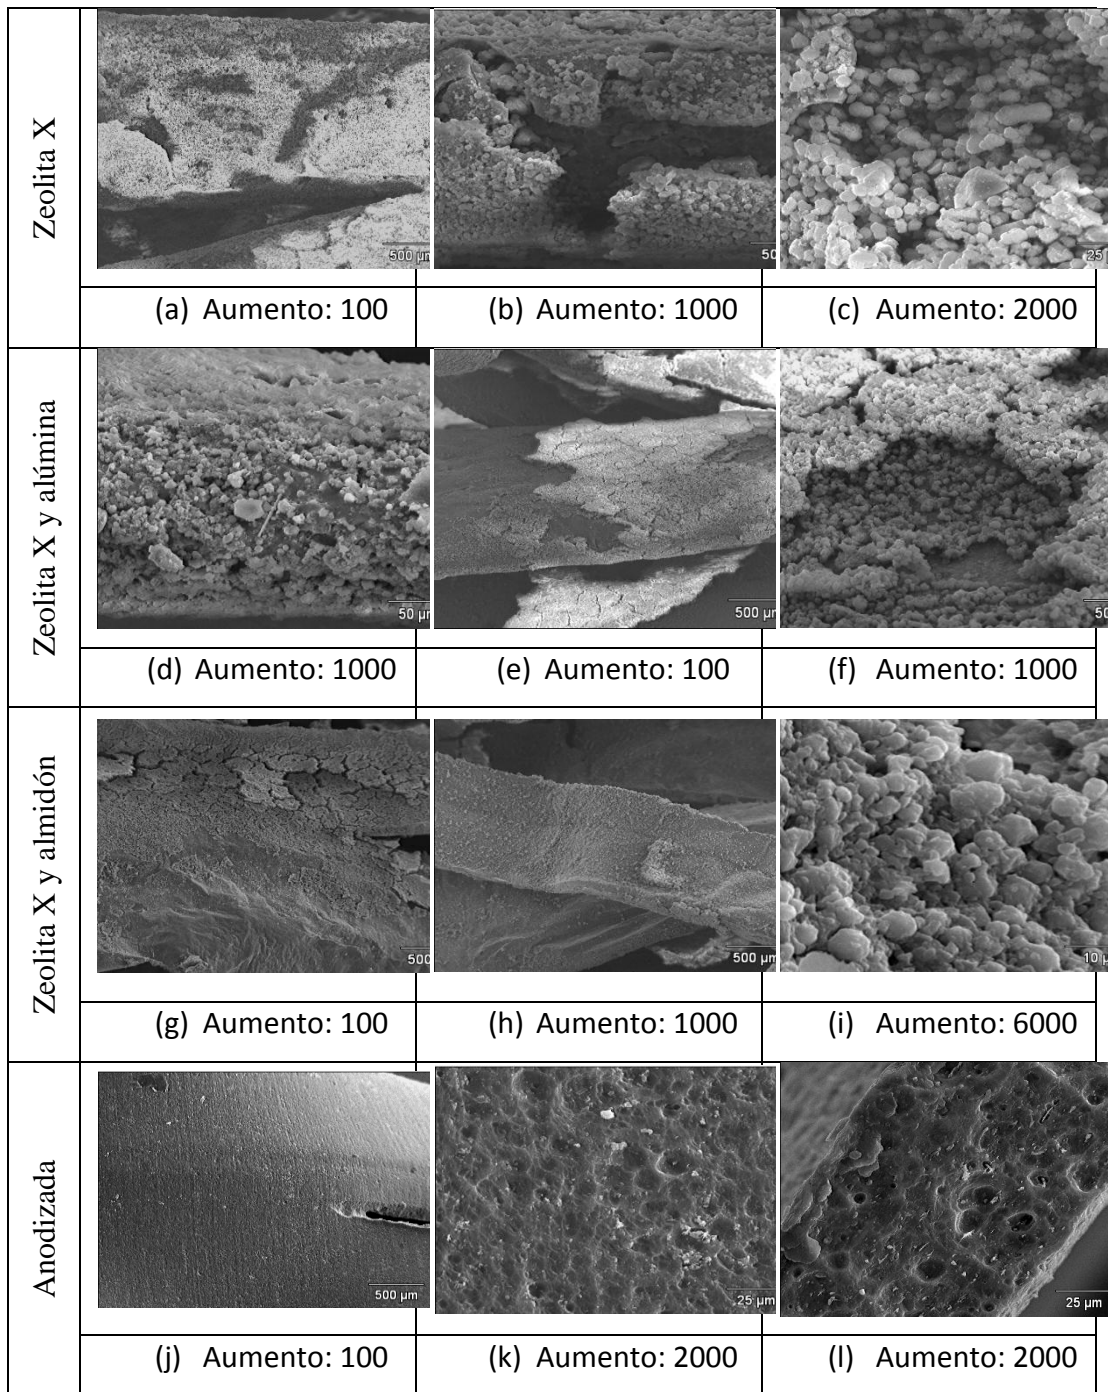 Zeolita X
500 µm
50
25
(a) Aumento: 100
(b) Aumento: 1000
(c) Aumento: 2000
Zeolita X y alúmina
50 µm
500 µm
50
(d) Aumento: 1000
(e) Aumento: 100
(f) Aumento: 1000
Zeolita X y almidón
500
500 µm
10 µ
(g) Aumento: 100
(h) Aumento: 1000
(i) Aumento: 6000
Anodizada
500 µm
25 µm
25 µm
(j) Aumento: 100
(k) Aumento: 2000
(l) Aumento: 2000